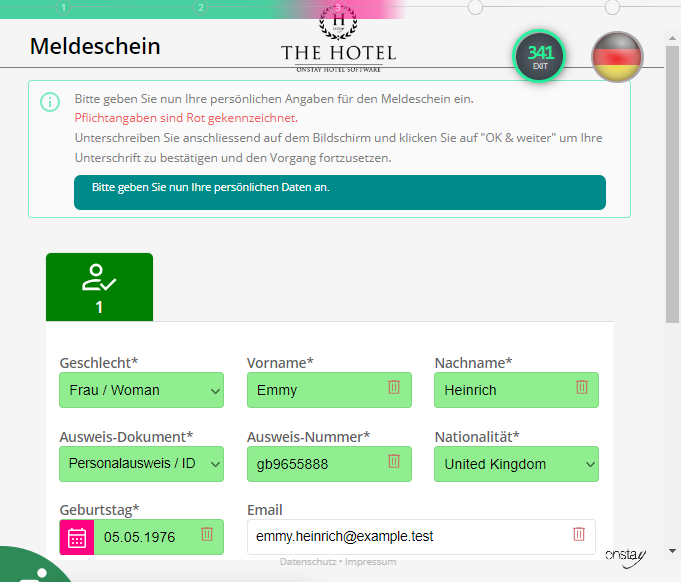 1 2 3
Meldeschein
H
onstay
THE HOTEL
ONSTAY HOTEL SOFTWARE
341
EXIT
Bitte geben Sie nun Ihre persönlichen Angaben für den Meldeschein ein.
Pflichtangaben sind Rot gekennzeichnet.
Unterschreiben Sie anschliessend auf dem Bildschirm und klicken Sie auf "OK & weiter" um Ihre
Unterschrift zu bestätigen und den Vorgang fortzusetzen.
Bitte geben Sie nun Ihre persönlichen Daten an.
1
Geschlecht* Vorname* Nachname*
Frau / Woman Emmy Heinrich
Ausweis-Dokument* Ausweis-Nummer* Nationalität*
Personalausweis / ID gb9655888 United Kingdom
Geburtstag* Email
05.05.1976 emmy.heinrich@example.test
onstay
Datenschutz • Impressum